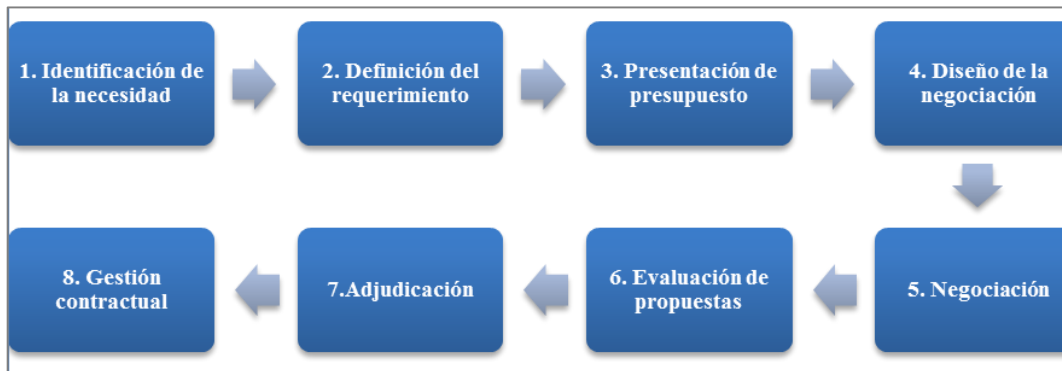 1. Identificación de
la necesidad
2. Definición del
requerimiento
3. Presentación de
presupuesto
4. Diseño de la
negociación
5. Negociación
6. Evaluación de
propuestas
7.Adjudicación
8. Gestión
contractual